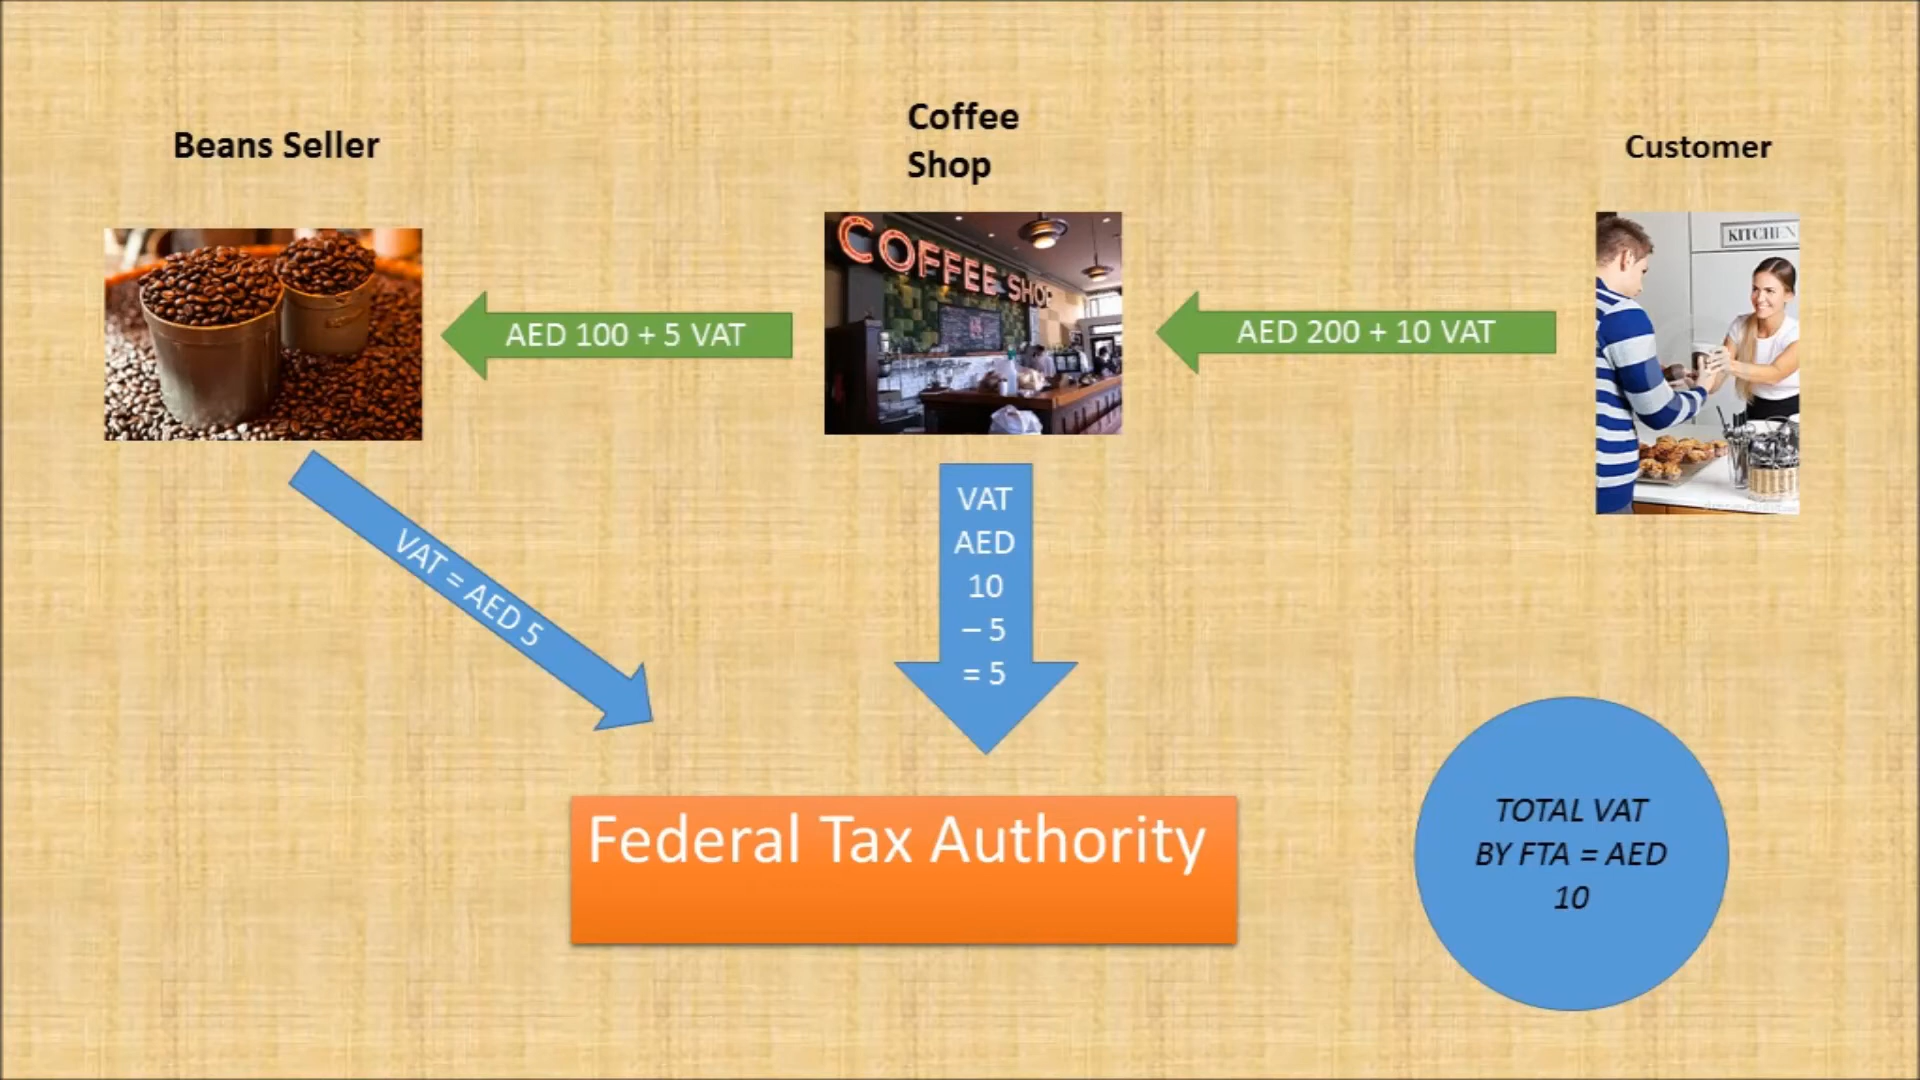 Beans Seller
Coffee
Shop
Customer
COFFEE SHOP
KITCHEN
AED 100 + 5 VAT
AED 200 + 10 VAT
VAT = AED 5
VAT
AED
10
– 5
= 5
Federal Tax Authority
TOTAL VAT
BY FTA = AED
10